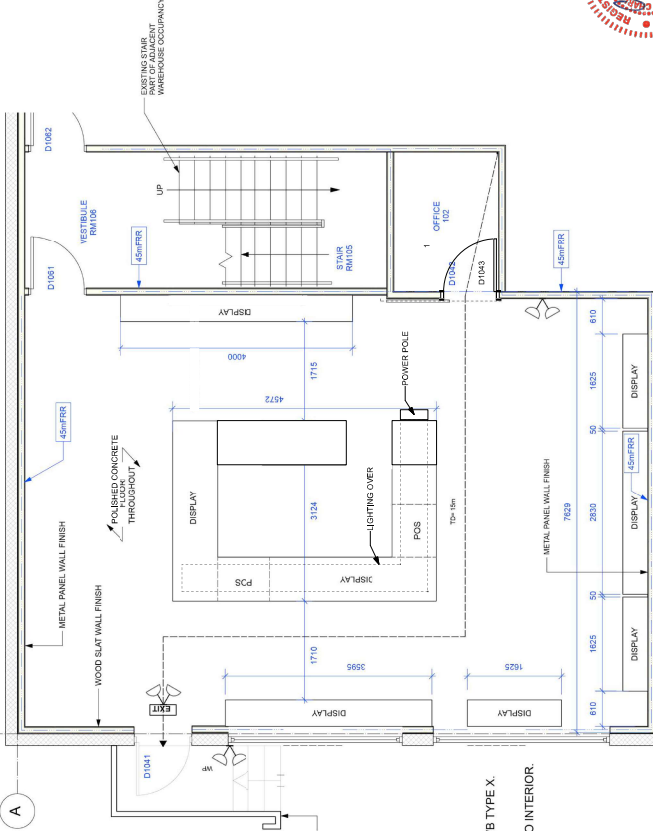 A
EXISTING STAIR
PART OF ADJACENT
WAREHOUSE OCCUPANCY
D1062
VESTIBULE
RM106
D1061
45mFRR
UP
STAIR
RM105
OFFICE
102
1
D1042
D1043
45mFRR
45mFRR
METAL PANEL WALL FINISH
POLISHED CONCRETE
FLOOR
THROUGHOUT
WOOD SLAT WALL FINISH
DISPLAY
4000
1715
4572
POWER POLE
DISPLAY
3124
LIGHTING OVER
POS
POS
DISPLAY
TD= 15m
1710
EXIT
D1041
WP
3595
DISPLAY
1625
DISPLAY
METAL PANEL WALL FINISH
7629
610
1625
50
2830
50
1625
610
DISPLAY
DISPLAY
DISPLAY
45mFRR
B TYPE X.
O INTERIOR.